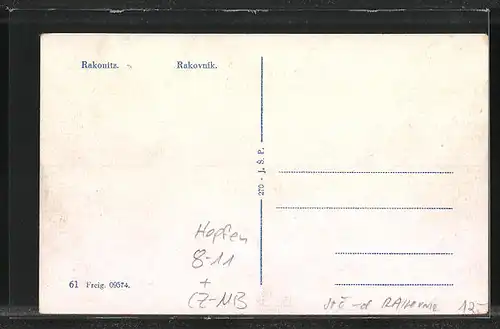 Rakonitz. Rakovník.
270 - J. Š. P.
Hopfen
8-11
+
CZ-MB
61 Freig. 09574.
12.-